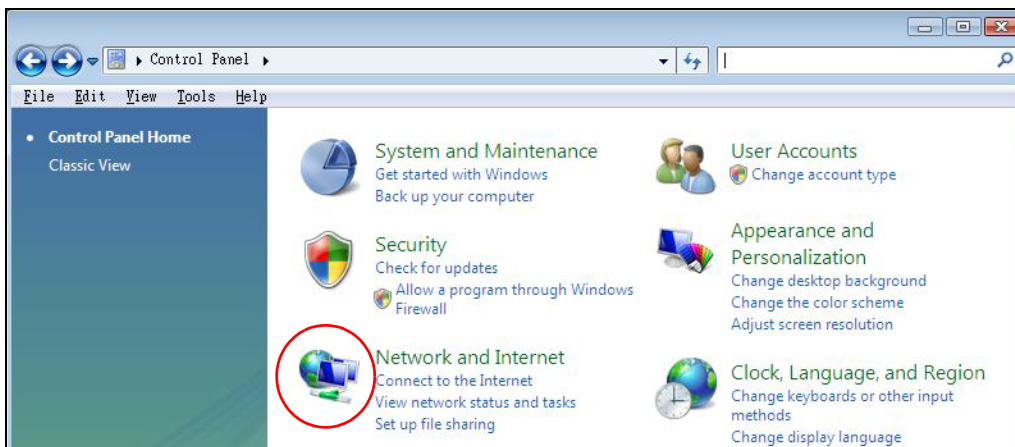 Control Panel
File Edit View Tools Help
Control Panel Home
Classic View
System and Maintenance
Get started with Windows
Back up your computer
Security
Check for updates
Allow a program through Windows
Firewall
Network and Internet
Connect to the Internet
View network status and tasks
Set up file sharing
User Accounts
Change account type
Appearance and
Personalization
Change desktop background
Change the color scheme
Adjust screen resolution
Clock, Language, and Region
Change keyboards or other input
methods
Change display language